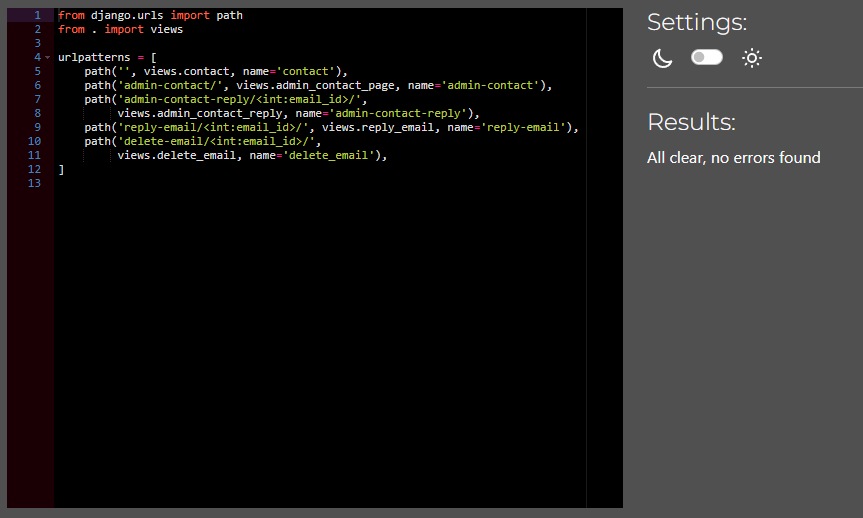 1 from django.urls import path
2 from . import views
3
4 urlpatterns = [
5     path('', views.contact, name='contact'),
6     path('admin-contact/', views.admin_contact_page, name='admin-contact'),
7     path('admin-contact-reply/<int:email_id>/',
8          views.admin_contact_reply, name='admin-contact-reply'),
9     path('reply-email/<int:email_id>/', views.reply_email, name='reply-email'),
10     path('delete-email/<int:email_id>/',
11          views.delete_email, name='delete_email'),
12 ]
13
Settings:
Results:
All clear, no errors found